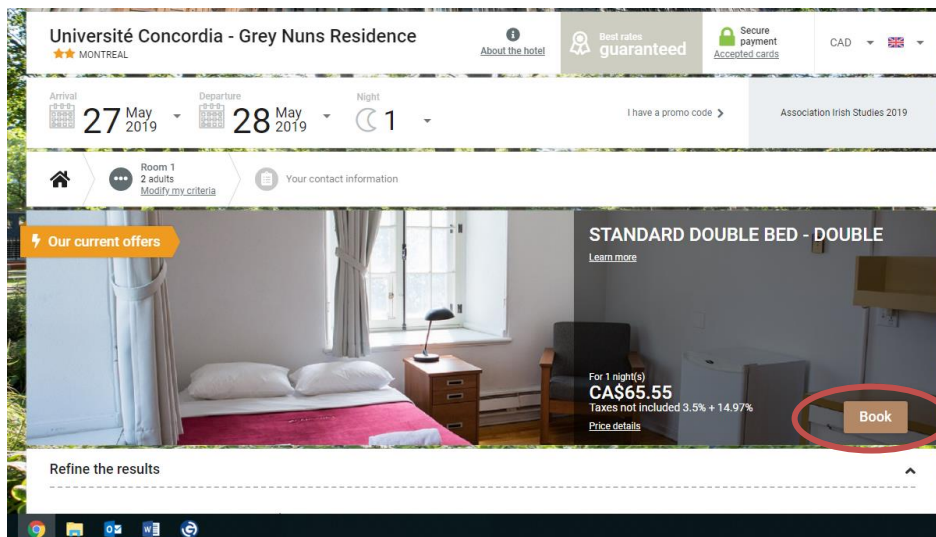 Université Concordia - Grey Nuns Residence
MONTREAL
About the hotel
Best rates
guaranteed
Secure
payment
Accepted cards
CAD
Arrival
27 May
2019
Departure
28 May
2019
Night
1
I have a promo code
Association Irish Studies 2019
Room 1
2 adults
Modify my criteria
Your contact information
Our current offers
STANDARD DOUBLE BED - DOUBLE
Learn more
For 1 night(s)
CA$65.55
Taxes not included 3.5% + 14.97%
Price details
Book
Refine the results